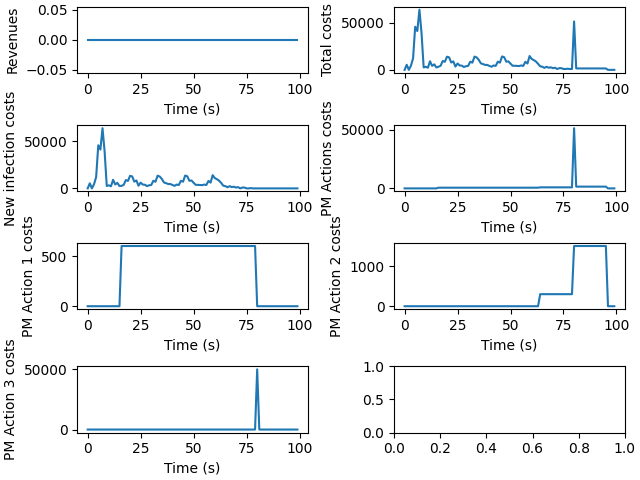 Revenues
0.05
0.00
−0.05
0 25 50 75 100
Time (s)
Total costs
50000
0
0 25 50 75 100
Time (s)
New infection costs
50000
0
0 25 50 75 100
Time (s)
PM Actions costs
50000
0
0 25 50 75 100
Time (s)
PM Action 1 costs
500
0
0 25 50 75 100
Time (s)
PM Action 2 costs
1000
0
0 25 50 75 100
Time (s)
PM Action 3 costs
50000
0
0 25 50 75 100
Time (s)
1.0
0.5
0.0
0.0 0.2 0.4 0.6 0.8 1.0